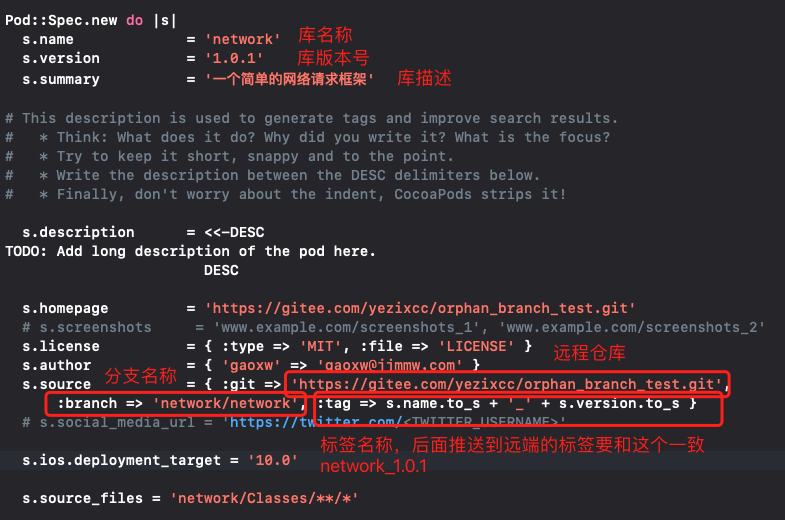 Pod::Spec.new do |s|
s.name = 'network' 库名称
s.version = '1.0.1' 库版本号
s.summary = '一个简单的网络请求框架' 库描述
# This description is used to generate tags and improve search results.
# * Think: What does it do? Why did you write it? What is the focus?
# * Try to keep it short, snappy and to the point.
# * Write the description between the DESC delimiters below.
# * Finally, don't worry about the indent, CocoaPods strips it!
s.description = <<-DESC
TODO: Add long description of the pod here.
DESC
s.homepage = 'https://gitee.com/yezixcc/orphan_branch_test.git'
# s.screenshots = 'www.example.com/screenshots_1', 'www.example.com/screenshots_2'
s.license = { :type => 'MIT', :file => 'LICENSE' }
远程仓库
s.author = { 'gaoxw' => 'gaoxw@jjmmw.com' }
分支名称
s.source = { :git => 'https://gitee.com/yezixcc/orphan_branch_test.git',
:branch => 'network/network', :tag => s.name.to_s + '_' + s.version.to_s }
# s.social_media_url = 'https://twitter.com/<TWITTER_USERNAME>'
标签名称，后面推送到远端的标签要和这个一致
s.ios.deployment_target = '10.0' network_1.0.1
s.source_files = 'network/Classes/**/*'